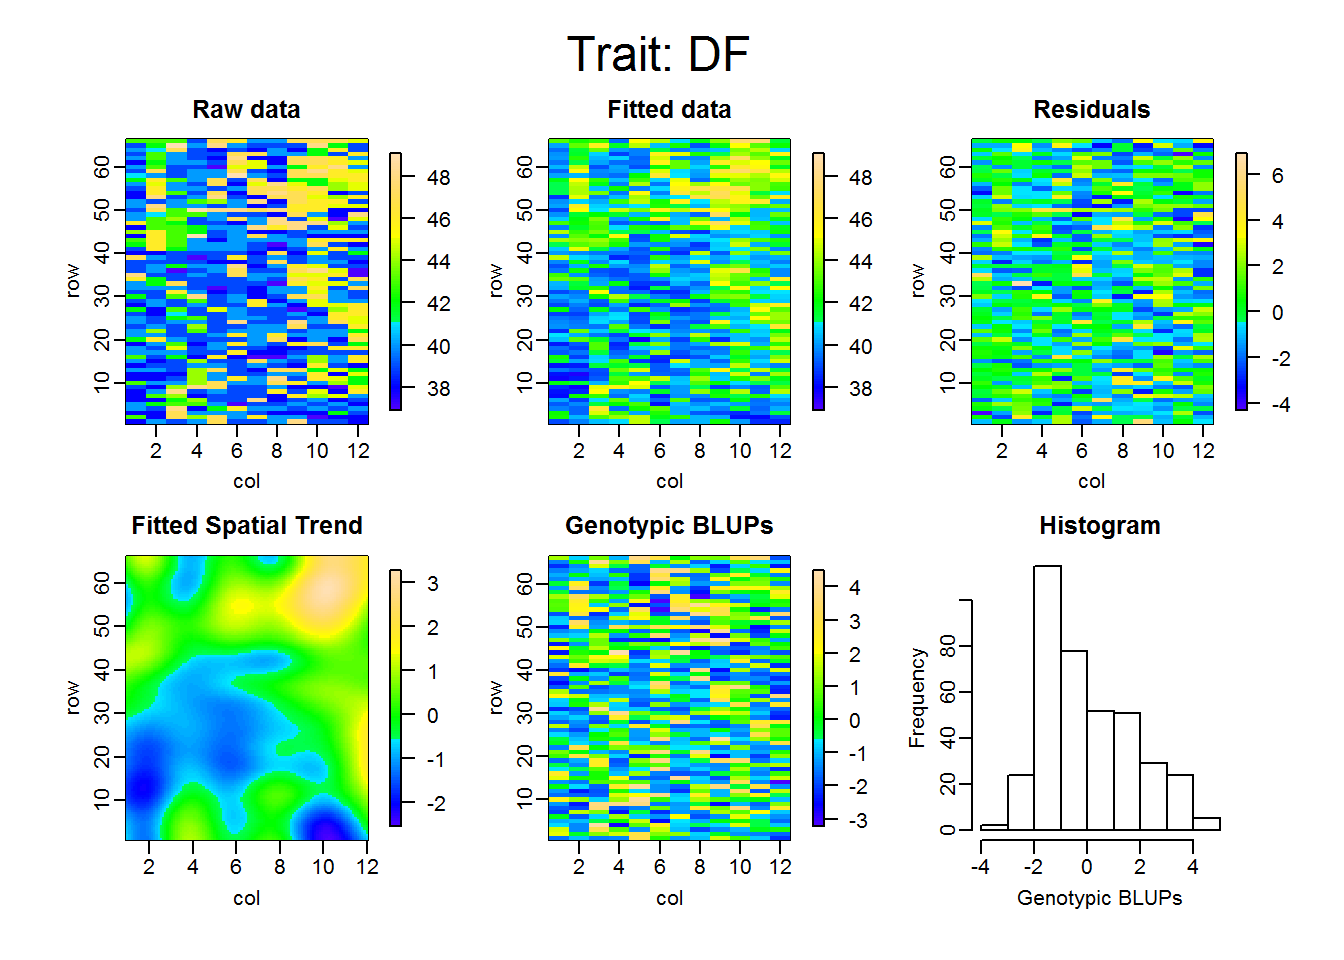 Trait: DF
Raw data
row
10 20 30 40 50 60
2 4 6 8 10 12
col
38 40 42 44 46 48
Fitted data
row
10 20 30 40 50 60
2 4 6 8 10 12
col
38 40 42 44 46 48
Residuals
row
10 20 30 40 50 60
2 4 6 8 10 12
col
-4 -2 0 2 4 6
Fitted Spatial Trend
row
10 20 30 40 50 60
2 4 6 8 10 12
col
-2 -1 0 1 2 3
Genotypic BLUPs
row
10 20 30 40 50 60
2 4 6 8 10 12
col
-3 -2 -1 0 1 2 3 4
Histogram
Frequency
0 20 40 60 80
-4 -2 0 2 4
Genotypic BLUPs